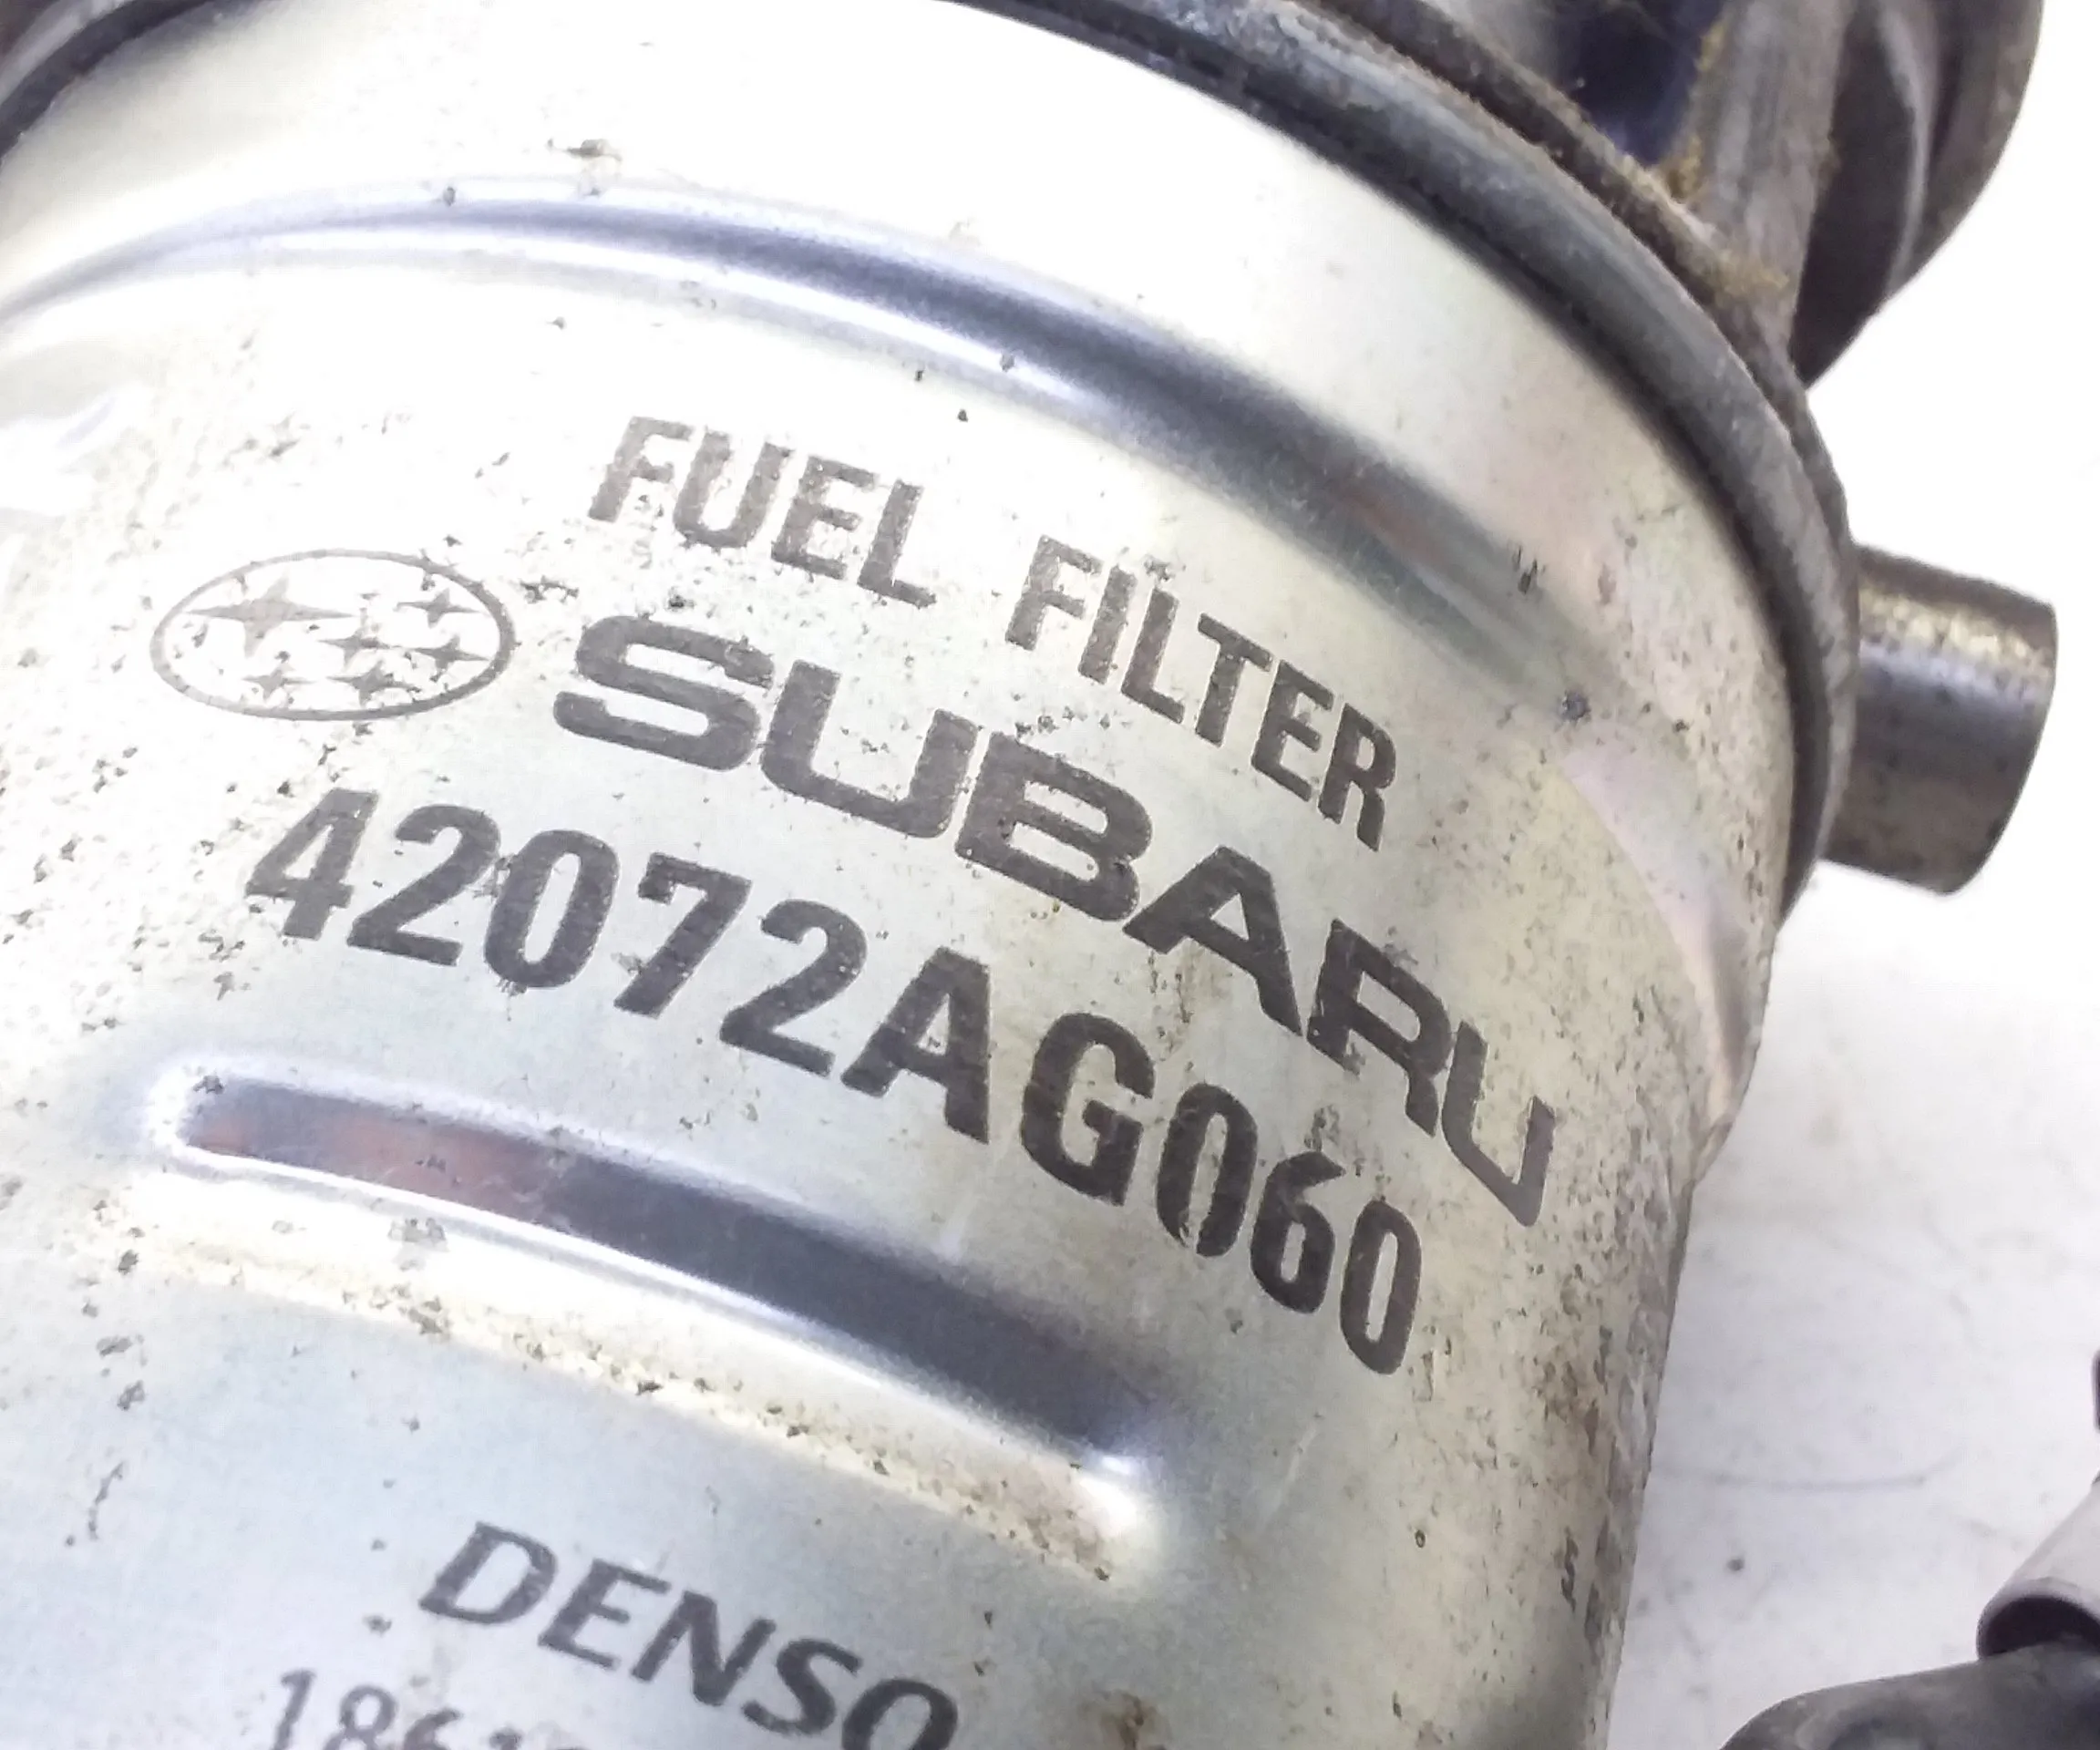 FUEL FILTER
SUBARU
42072AG060
DENSO